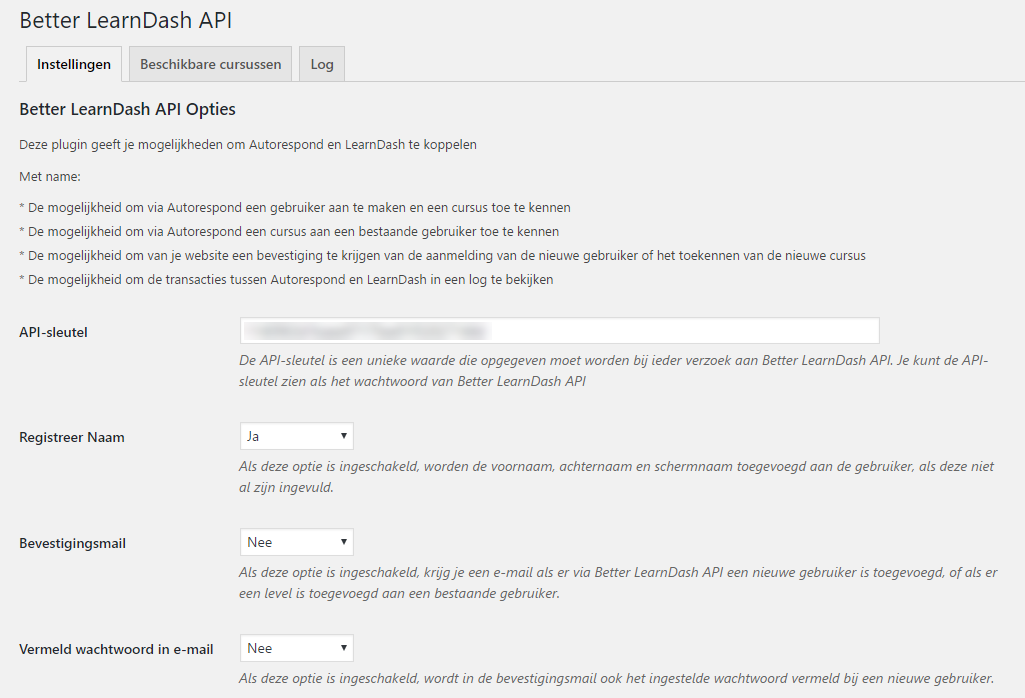 Better LearnDash API
Instellingen
Beschikbare cursussen
Log
Better LearnDash API Opties
Deze plugin geeft je mogelijkheden om Autorespond en LearnDash te koppelen
Met name:
* De mogelijkheid om via Autorespond een gebruiker aan te maken en een cursus toe te kennen
* De mogelijkheid om via Autorespond een cursus aan een bestaande gebruiker toe te kennen
* De mogelijkheid om van je website een bevestiging te krijgen van de aanmelding van de nieuwe gebruiker of het toekennen van de nieuwe cursus
* De mogelijkheid om de transacties tussen Autorespond en LearnDash in een log te bekijken
API-sleutel
De API-sleutel is een unieke waarde die opgegeven moet worden bij ieder verzoek aan Better LearnDash API. Je kunt de API-
sleutel zien als het wachtwoord van Better LearnDash API
Registreer Naam
Ja
Als deze optie is ingeschakeld, worden de voornaam, achternaam en schermnaam toegevoegd aan de gebruiker, als deze niet
al zijn ingevuld.
Bevestigingsmail
Nee
Als deze optie is ingeschakeld, krijg je een e-mail als er via Better LearnDash API een nieuwe gebruiker is toegevoegd, of als er
een level is toegevoegd aan een bestaande gebruiker.
Vermeld wachtwoord in e-mail
Nee
Als deze optie is ingeschakeld, wordt in de bevestigingsmail ook het ingestelde wachtwoord vermeld bij een nieuwe gebruiker.